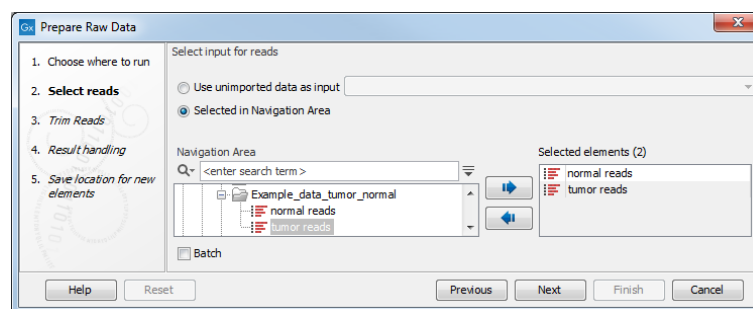 Gx Prepare Raw Data
1. Choose where to run
2. Select reads
3. Trim Reads
4. Result handling
5. Save location for new
elements
Select input for reads
Use unimported data as input
Selected in Navigation Area
Navigation Area
<enter search term>
Example_data_tumor_normal
normal reads
tumor reads
Batch
Selected elements (2)
normal reads
tumor reads
Help
Reset
Previous
Next
Finish
Cancel